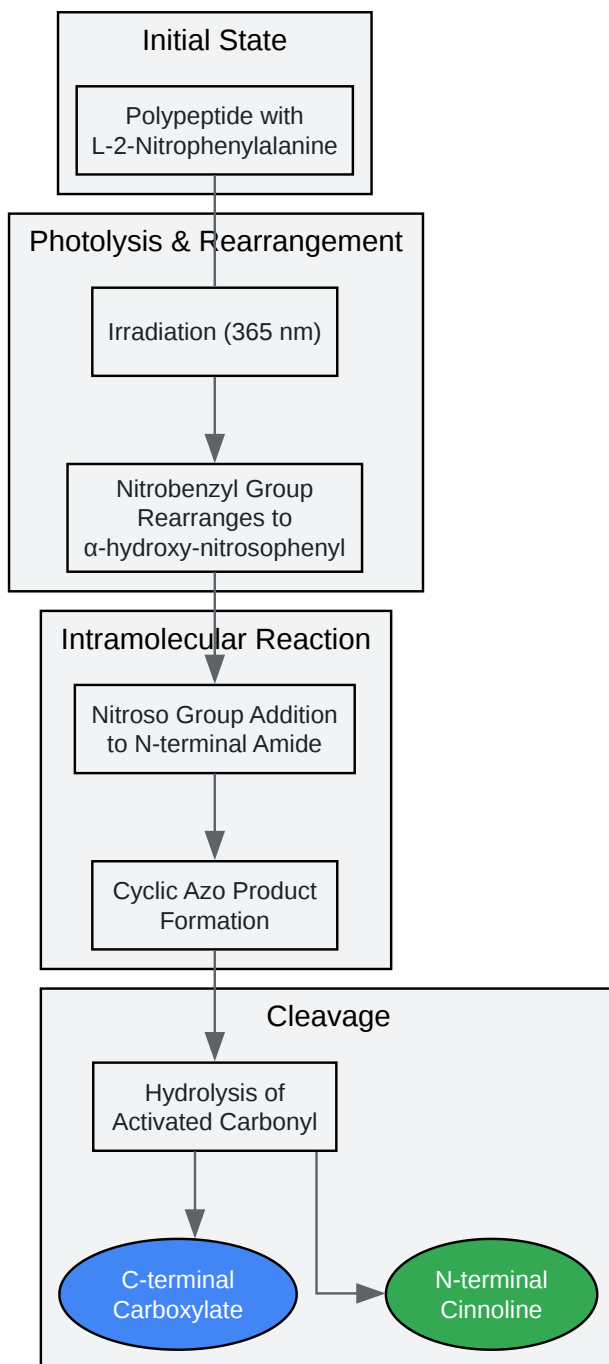 Initial State
Polypeptide with
L-2-Nitrophenylalanine
Photolysis & Rearrangement
Irradiation (365 nm)
Nitrobenzyl Group
Rearranges to
α-hydroxy-nitrosophenyl
Intramolecular Reaction
Nitroso Group Addition
to N-terminal Amide
Cyclic Azo Product
Formation
Cleavage
Hydrolysis of
Activated Carbonyl
C-terminal
Carboxylate
N-terminal
Cinnoline